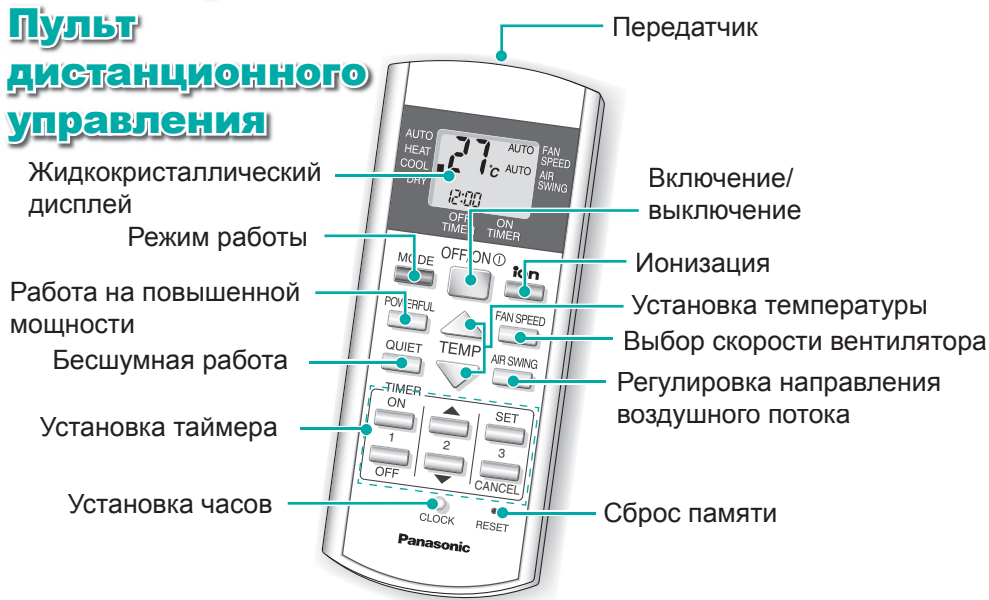 Пульт
дистанционного
управления
Передатчик
Жидкокристаллический
дисплей
Режим работы
Работа на повышенной
мощности
Бесшумная работа
Установка таймера
Установка часов
Включение/
выключение
Ионизация
Установка температуры
Выбор скорости вентилятора
Регулировка направления
воздушного потока
Сброс памяти
AUTO
HEAT
COOL
DRY
27°C
AUTO
AUTO
12:00
FAN
SPEED
AIR
SWING
OFF
TIMER
ON
TIMER
MODE
OFF/ON
ion
POWERFUL
FAN SPEED
QUIET
TEMP
AIR SWING
TIMER
ON
SET
1
2
3
OFF
CANCEL
CLOCK
RESET
Panasonic